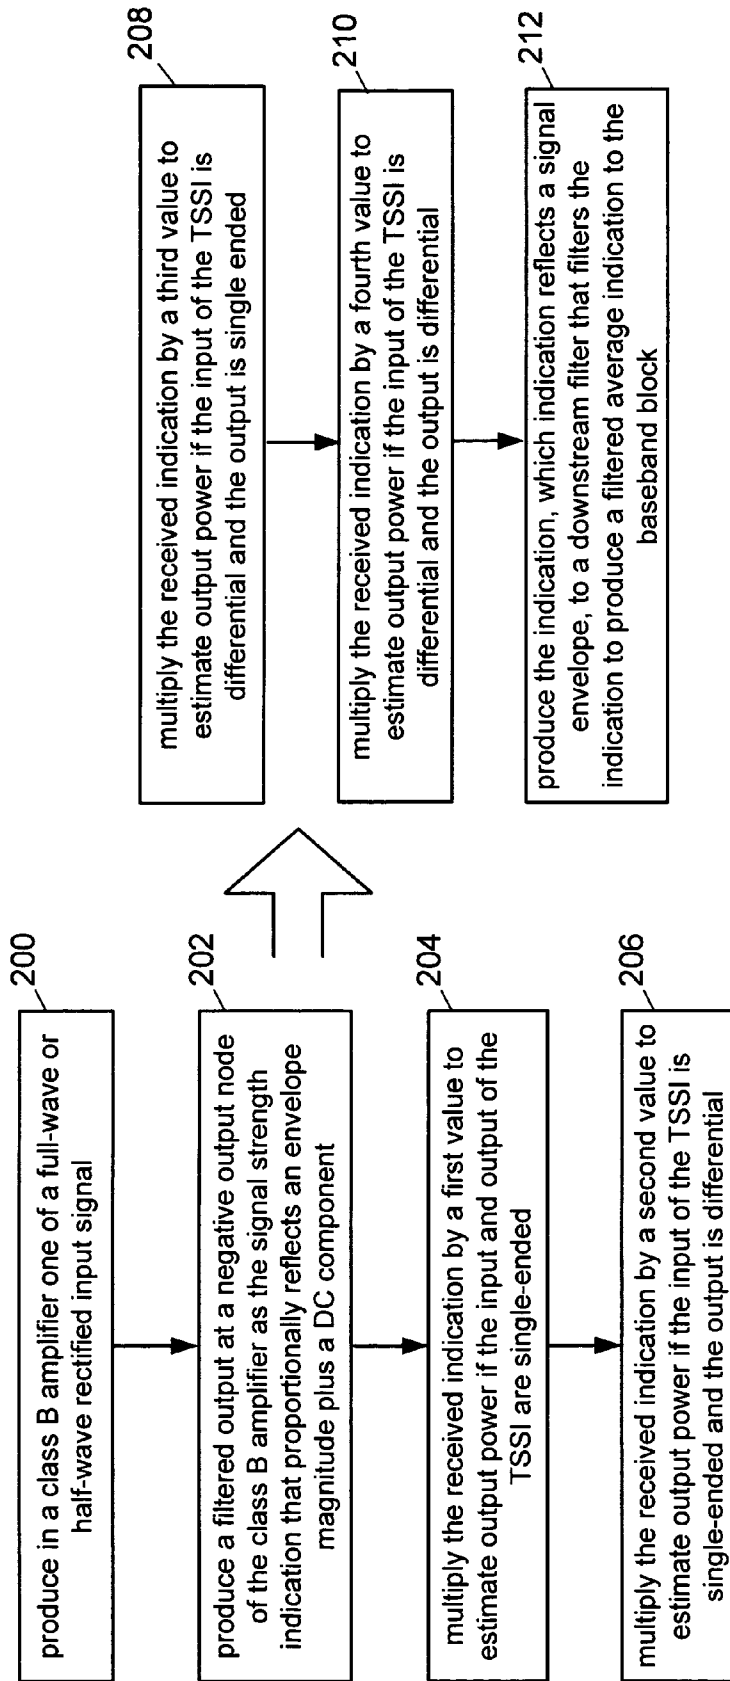 200
produce in a class B amplifier one of a full-wave or
half-wave rectified input signal
202
produce a filtered output at a negative output node
of the class B amplifier as the signal strength
indication that proportionally reflects an envelope
magnitude plus a DC component
204
multiply the received indication by a first value to
estimate output power if the input and output of the
TSSI are single-ended
206
multiply the received indication by a second value to
estimate output power if the input of the TSSI is
single-ended and the output is differential
208
multiply the received indication by a third value to
estimate output power if the input of the TSSI is
differential and the output is single ended
210
multiply the received indication by a fourth value to
estimate output power if the input of the TSSI is
differential and the output is differential
212
produce the indication, which indication reflects a signal
envelope, to a downstream filter that filters the
indication to produce a filtered average indication to the
baseband block